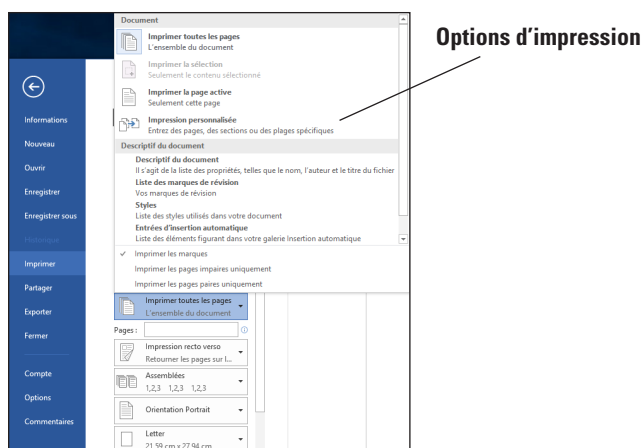 Options d'impression
Informations
Nouveau
Ouvrir
Enregistrer
Enregistrer sous
Historique
Imprimer
Partager
Exporter
Fermer
Compte
Options
Commentaires
Document
Imprimer toutes les pages
L'ensemble du document
Imprimer la sélection
Seulement le contenu sélectionné
Imprimer la page active
Seulement cette page
Impression personnalisée
Entrez des pages, des sections ou des plages spécifiques
Descriptif du document
Descriptif du document
Il s'agit de la liste des propriétés, telles que le nom, l'auteur et le titre du fichier
Liste des marques de révision
Vos marques de révision
Styles
Liste des styles utilisés dans votre document
Entrées d'insertion automatique
Liste des éléments figurant dans votre galerie Insertion automatique
Imprimer les marques
Imprimer les pages impaires uniquement
Imprimer les pages paires uniquement
Imprimer toutes les pages
L'ensemble du document
Pages :
Impression recto verso
Retourner les pages sur l...
Assemblées
1,2,3 1,2,3 1,2,3
Orientation Portrait
Letter
21,59 cm x 27,94 cm